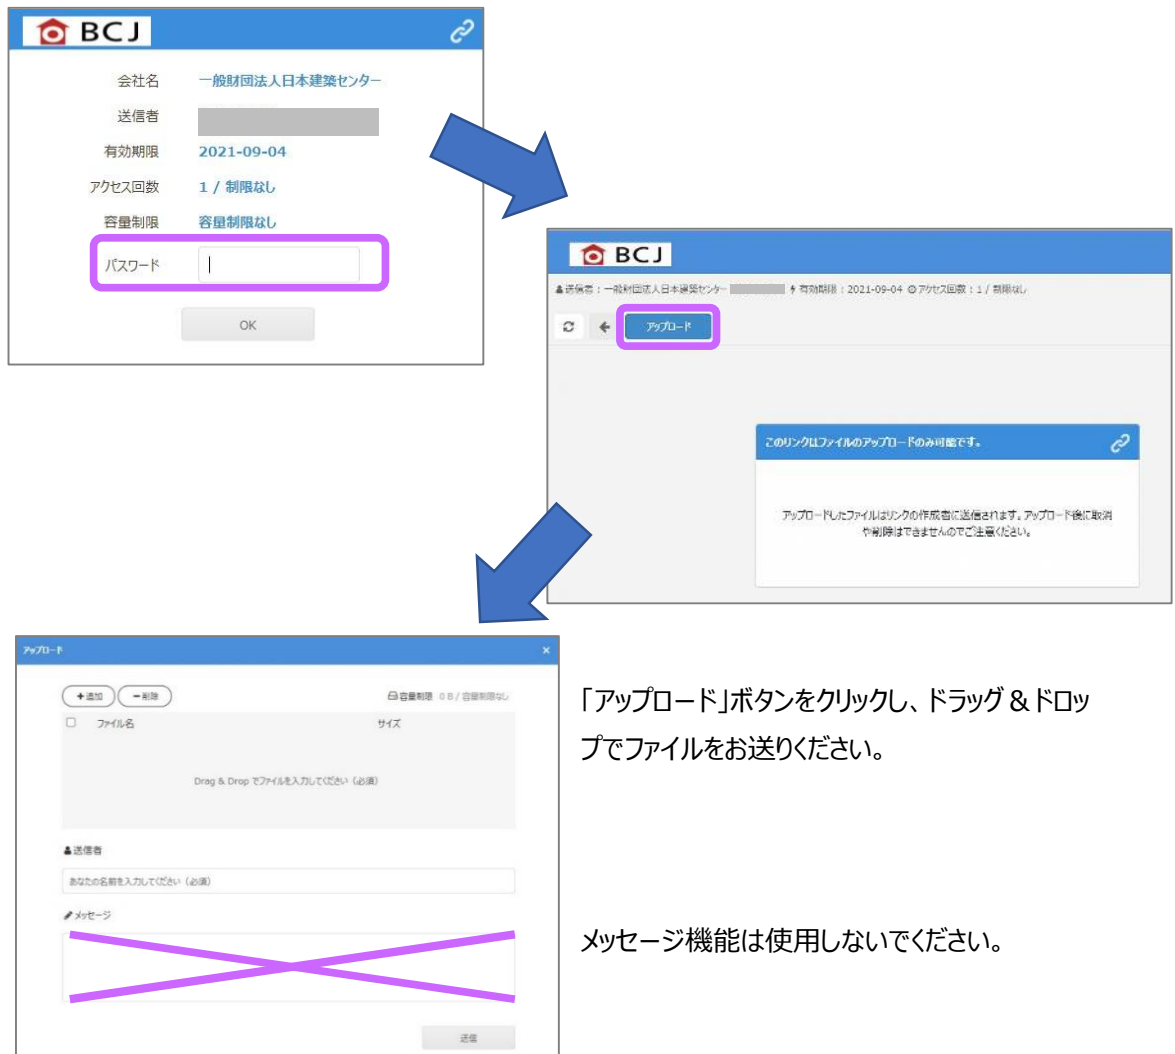 BCJ
会社名 一般財団法人日本建築センター
送信者
有効期限 2021-09-04
アクセス回数 1 / 制限なし
容量制限 容量制限なし
パスワード
OK
BCJ
送信者：一般財団法人日本建築センター 有効期限：2021-09-04 アクセス回数：1 / 制限なし
アップロード
このリンクはファイルのアップロードのみ可能です。
アップロードしたファイルはリンクの作成者に送信されます。アップロード後に取消
や削除はできませんのでご注意ください。
アップロード ×
+追加 −削除 容量制限 0 B / 容量制限なし
ファイル名 サイズ
Drag & Drop でファイルを入力してください（必須）
送信者
あなたの名前を入力してください（必須）
メッセージ
送信
「アップロード」ボタンをクリックし、ドラッグ＆ドロッ
プでファイルをお送りください。
メッセージ機能は使用しないでください。